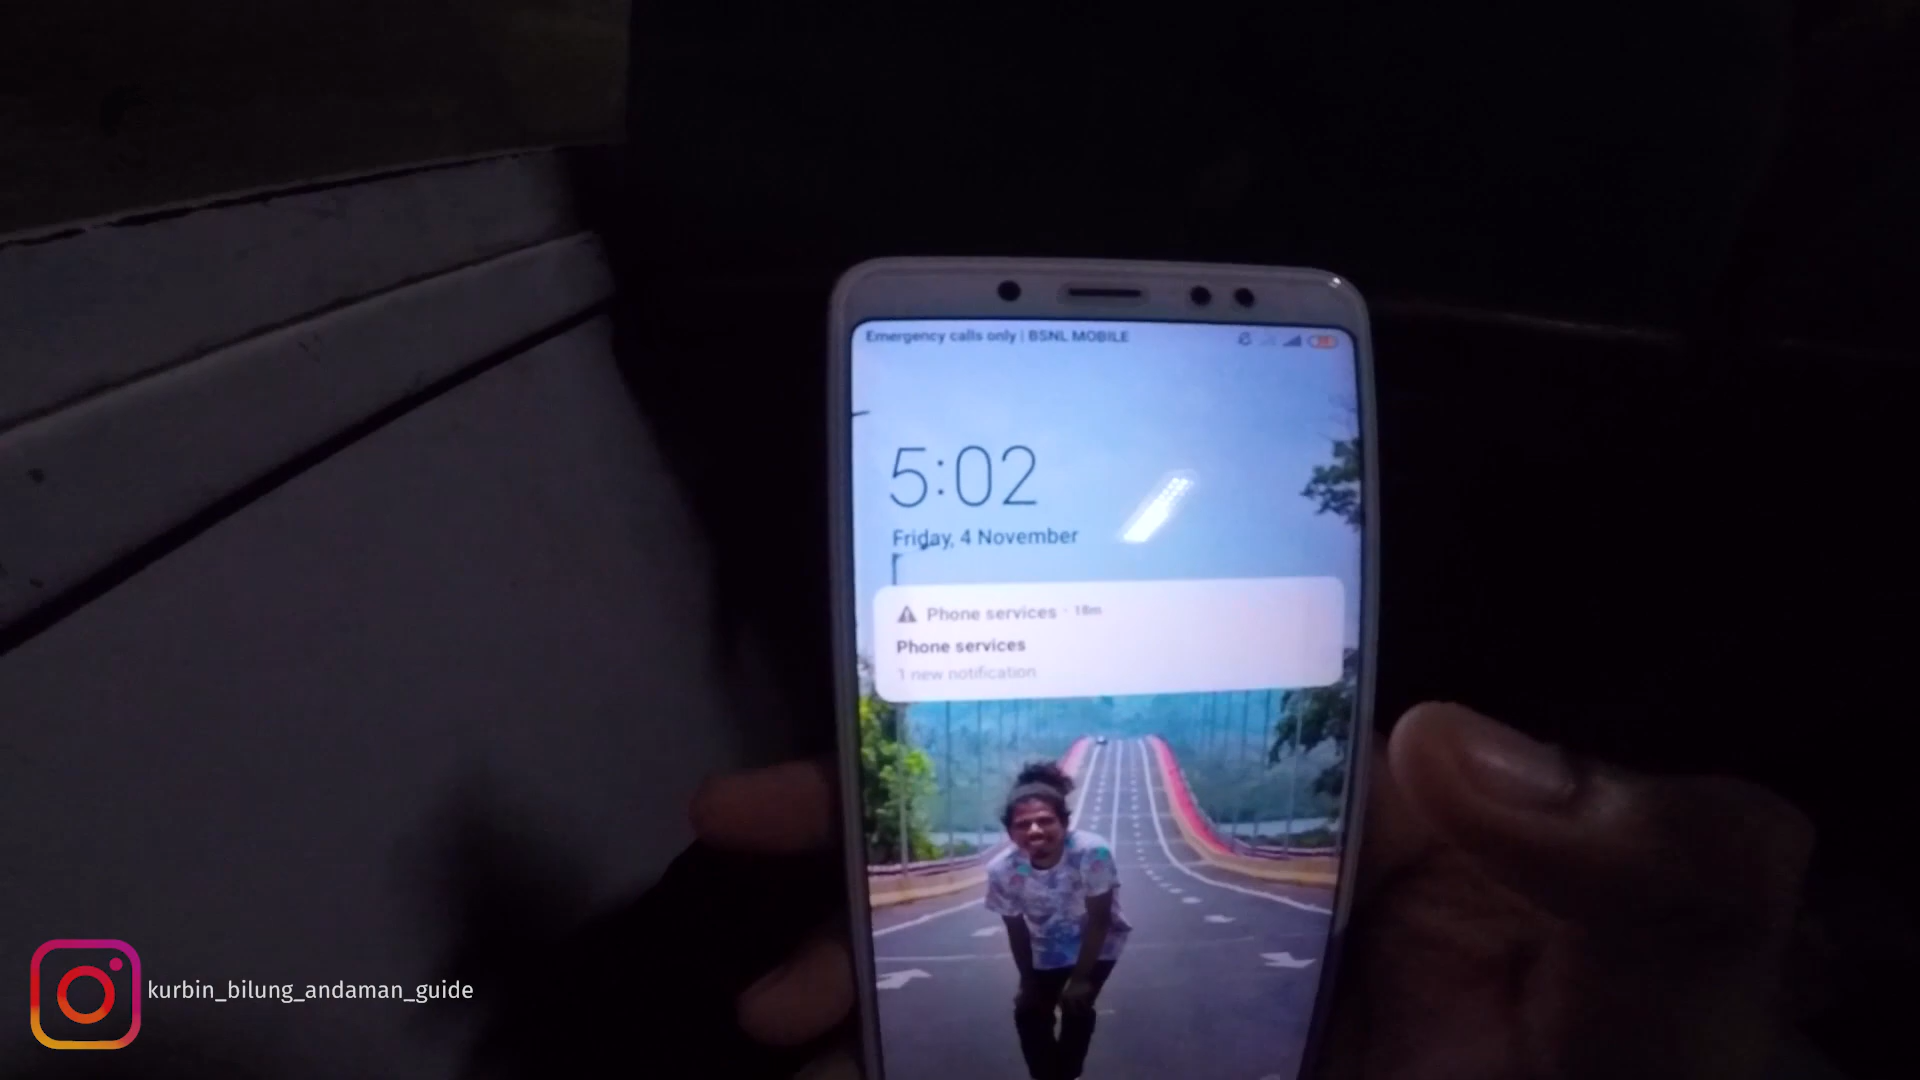 Emergency calls only | BSNL MOBILE
5:02
Friday, 4 November
Phone services · 18m
Phone services
1 new notification
kurbin_bilung_andaman_guide